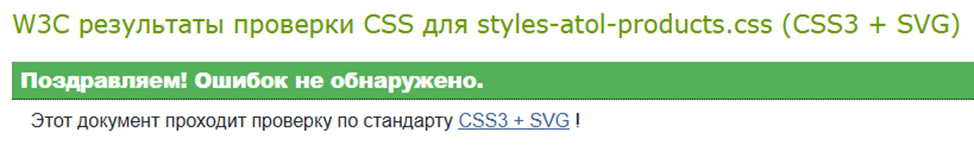 W3C результаты проверки CSS для styles-atol-products.css (CSS3 + SVG)
Поздравляем! Ошибок не обнаружено.
Этот документ проходит проверку по стандарту CSS3 + SVG !